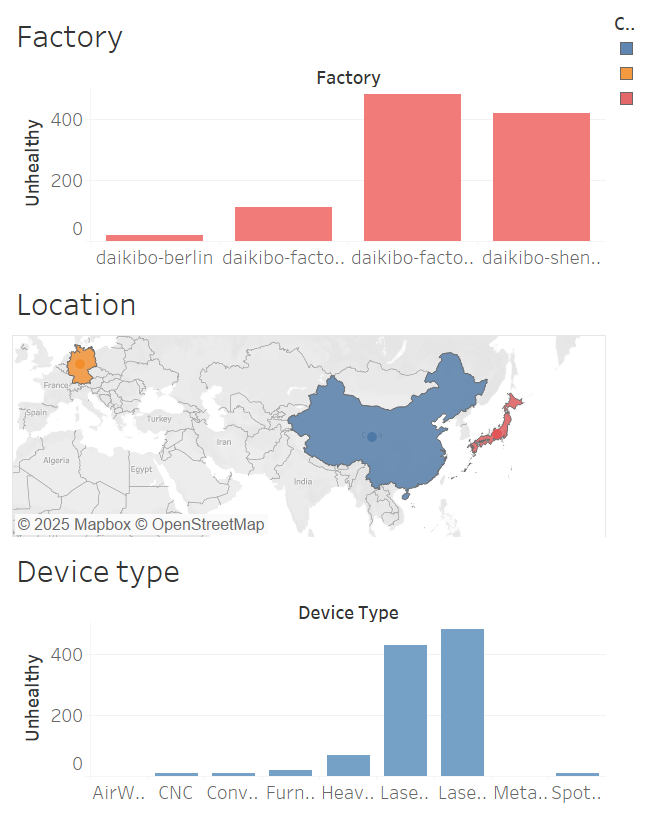 Factory
C..
Factory
Unhealthy
400
200
0
daikibo-berlin daikibo-facto.. daikibo-facto.. daikibo-shen..
Location
France
Spain
Turkey
Algeria
Egypt
Iran
India
© 2025 Mapbox © OpenStreetMap
Device type
Device Type
Unhealthy
400
200
0
AirW.. CNC Conv.. Furn.. Heav.. Lase.. Lase.. Meta.. Spot..